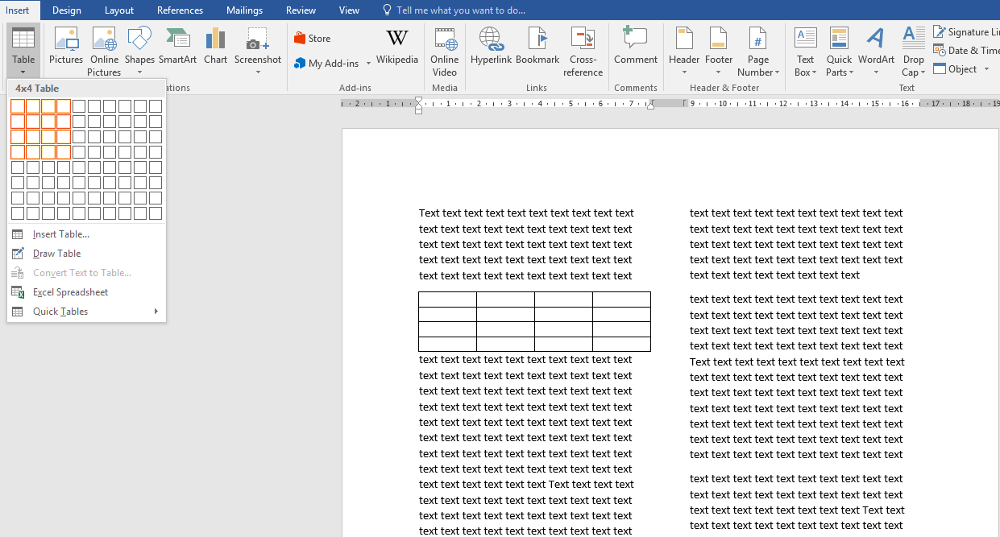 Insert Design Layout References Mailings Review View Tell me what you want to do...
Table
Pictures
Online Pictures
Shapes
SmartArt
Chart
Screenshot
ations
Store
My Add-ins
Wikipedia
Add-ins
Online Video
Media
Hyperlink
Bookmark
Cross-reference
Links
Comment
Comments
Header
Footer
Page Number
Header & Footer
Text Box
Quick Parts
WordArt
Drop Cap
Signature Li
Date & Time
Object
Text
4x4 Table
Insert Table...
Draw Table
Convert Text to Table...
Excel Spreadsheet
Quick Tables
2 1 1 2 3 4 5 6 7 9 10 11 12 13 14 15 16 17 18 19
Text text text text text text text text text text
text text text text text text text text text text
text text text text text text text text text text
text text text text text text text text text text
text text text text text text text text text text
text text text text text text text text text text
text text text text text text text text text text
text text text text text text text text text text
text text text text text text text text text text
text text text text text text text text text text
text text text text text text text text text text
text text text text text text text text text text
text text text text text text text text text text
text text text text text text Text text text text
text text text text text text text text text text
text text text text text text text text text text
text text text text text text text text text text
text text text text text text text text text text
text text text text text text text text text text
text text text text text text text text text text
text text text text text text text text text text
text text text text text text text text
text text text text text text text text text text
text text text text text text text text text text
text text text text text text text text text text
text text text text text text text text text text
Text text text text text text text text text text
text text text text text text text text text text
text text text text text text text text text text
text text text text text text text text text text
text text text text text text text text text text
text text text text text text text text text text
text text text text text text text text text text
text text text text text text text text text text
text text text text text text text text text text
text text text text text text text text Text text
text text text text text text text text text text